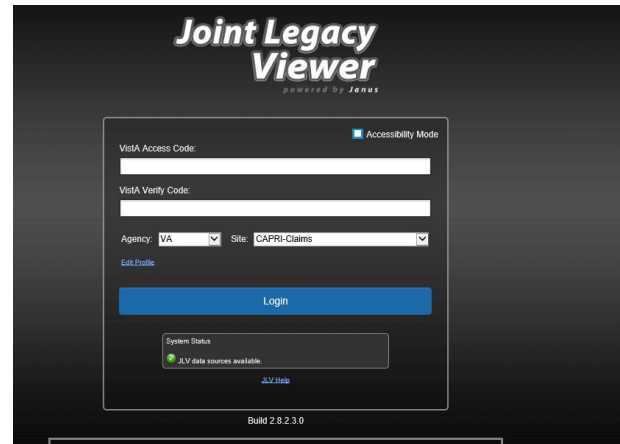 Joint Legacy
Viewer
powered by Janus
Accessibility Mode
VistA Access Code:
VistA Verify Code:
Agency: VA Site: CAPRI-Claims
Edit Profile
Login
System Status
JLV data sources available.
JLV Help
Build 2.8.2.3.0